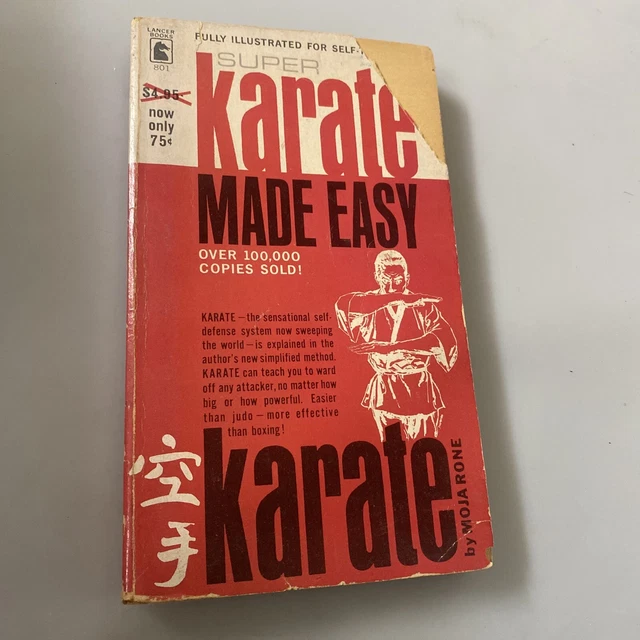 LANCER
BOOKS
801
FULLY ILLUSTRATED FOR SELF-
$4.95
now
only
75¢
SUPER
karate
MADE EASY
OVER 100,000
COPIES SOLD!
KARATE – the sensational self-
defense system now sweeping
the world – is explained in the
author's new simplified method.
KARATE can teach you to ward
off any attacker, no matter how
big or how powerful. Easier
than judo – more effective
than boxing!
空手
karate
by MOJA RONE